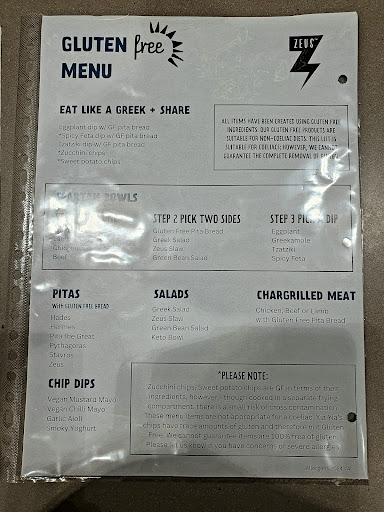 GLUTEN free
MENU
ZEUS
EAT LIKE A GREEK + SHARE
Eggplant dip w/ GF pita bread
*Spicy Feta dip w/ GF pita bread
Tzatziki dip w/ GF pita bread
*Zucchini chips
*Sweet potato chips
ALL ITEMS HAVE BEEN CREATED USING GLUTEN FREE
INGREDIENTS. OUR GLUTEN FREE PRODUCTS ARE
SUITABLE FOR NON-COELIAC DIETS. THIS LIST IS
SUITABLE FOR COELIAC; HOWEVER, WE CANNOT
GUARANTEE THE COMPLETE REMOVAL OF
SPARTAN BOWLS
Beef
STEP 2 PICK TWO SIDES
Gluten Free Pita Bread
Greek Salad
Zeus Slaw
Green Bean Salad
STEP 3 PICK A DIP
Eggplant
Greekamole
Tzatziki
Spicy Feta
PITAS
WITH GLUTEN FREE BREAD
Hades
Hermes
Pita the Great
Pythagoras
Stavros
Zeus
SALADS
Greek Salad
Zeus Slaw
Green Bean Salad
Keto Bowl
CHARGRILLED MEAT
Chicken, Beef or Lamb
with Gluten Free Pita Bread
CHIP DIPS
Vegan Mustard Mayo
Vegan Chilli Mayo
Garlic Aioli
Smoky Yoghurt
*PLEASE NOTE:
Zucchini chips, Sweet potato chips are GF in terms of their
ingredients, however, though cooked in a separate frying
compartment, there is a small risk of cross contamination.
These menu items are not appropriate for a coeliac. Ya Ya's
chips have trace amounts of gluten and therefore not Gluten
Free. We cannot guarantee items are 100% free of gluten.
Please let us know if you have concerns of severe allergies.